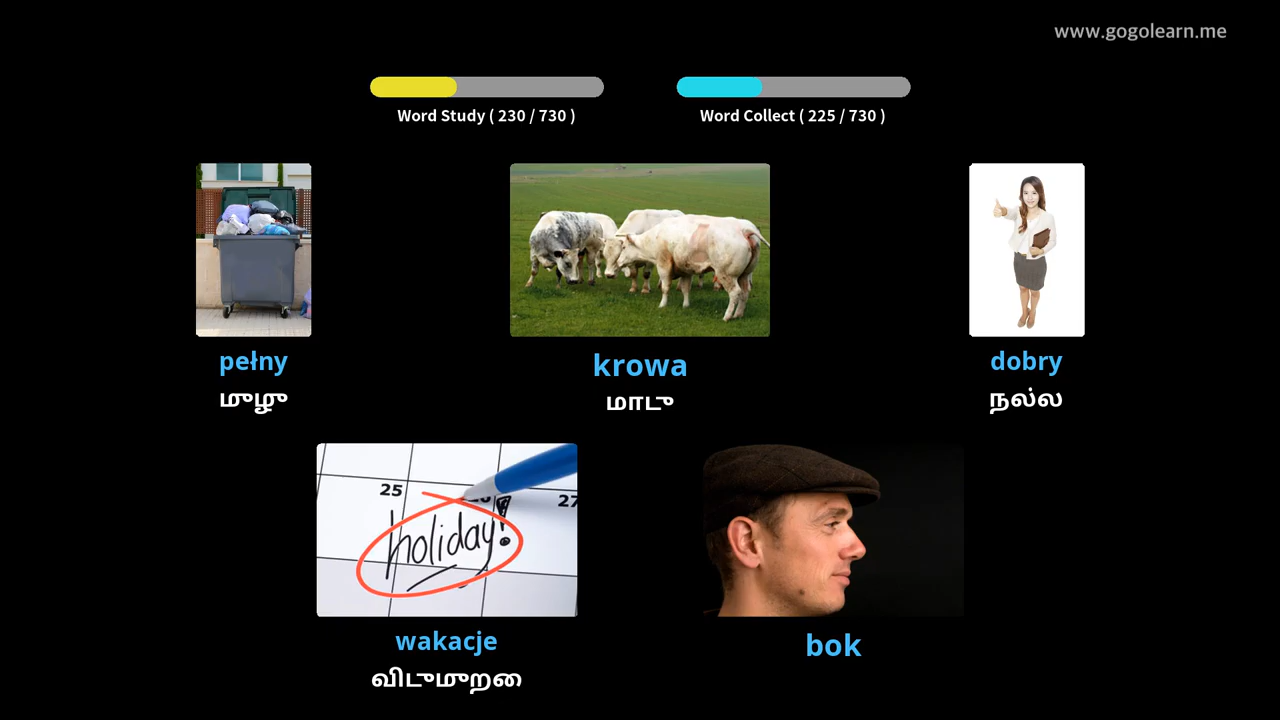 www.gogolearn.me
Word Study ( 230 / 730 )
Word Collect ( 225 / 730 )
pełny
முழு
krowa
மாடு
dobry
நல்ல
25
27
holiday!
wakacje
விடுமுறை
bok